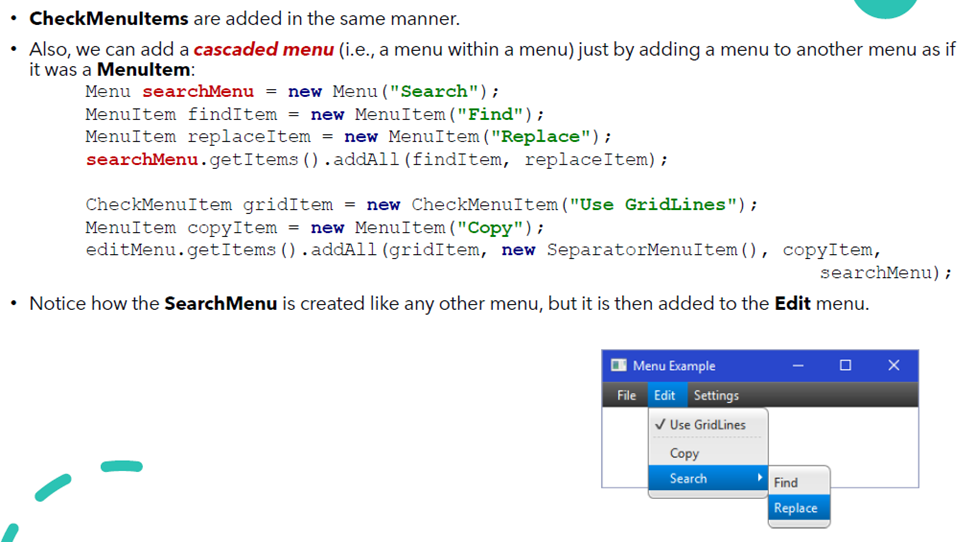 • CheckMenuItems are added in the same manner.
• Also, we can add a cascaded menu (i.e., a menu within a menu) just by adding a menu to another menu as if
it was a MenuItem:
Menu searchMenu = new Menu("Search");
MenuItem findItem = new MenuItem("Find");
MenuItem replaceItem = new MenuItem("Replace");
searchMenu.getItems().addAll(findItem, replaceItem);
CheckMenuItem gridItem = new CheckMenuItem("Use GridLines");
MenuItem copyItem = new MenuItem("Copy");
editMenu.getItems().addAll(gridItem, new SeparatorMenuItem(), copyItem,
searchMenu);
• Notice how the SearchMenu is created like any other menu, but it is then added to the Edit menu.
Menu Example
File Edit Settings
✓ Use GridLines
Copy
Search
Find
Replace